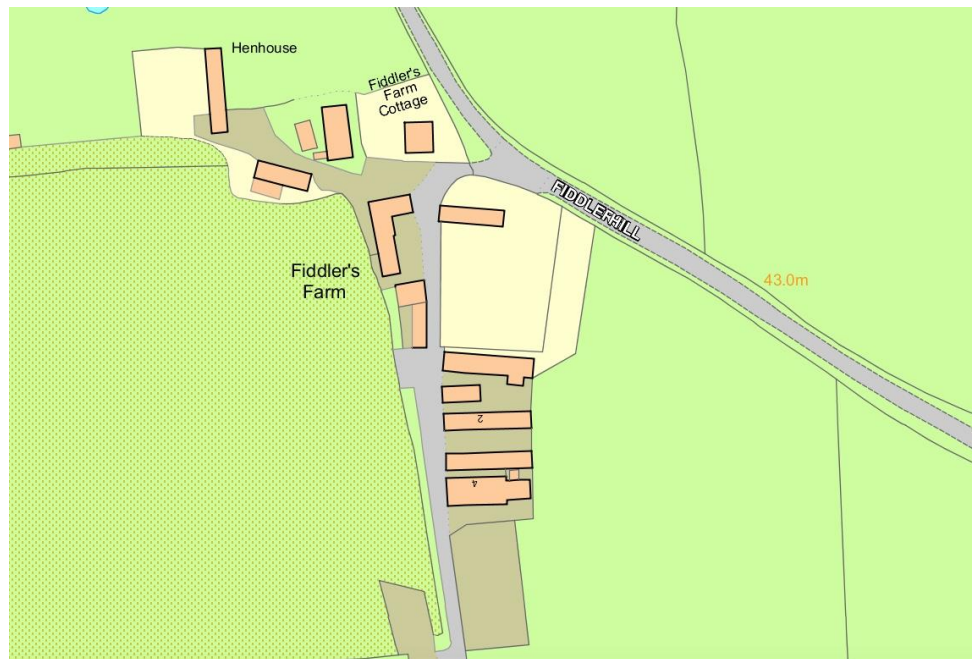 Henhouse
Fiddler's
Farm
Cottage
FIDDLERHILL
Fiddler's
Farm
43.0m
2
4